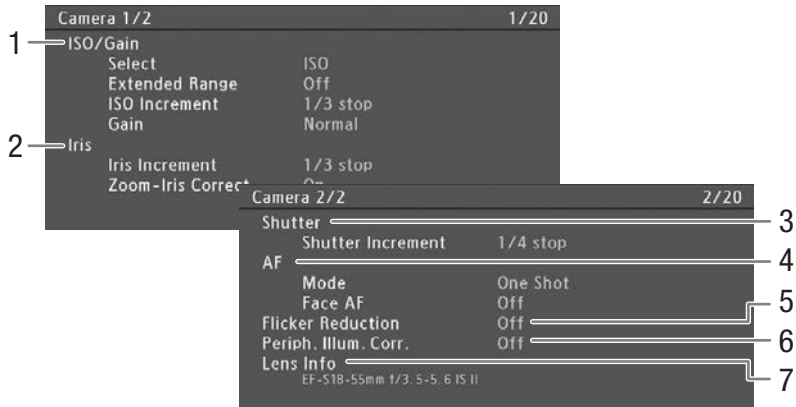 Camera 1/2 1/20
1 ISO/Gain
Select ISO
Extended Range Off
ISO Increment 1/3 stop
Gain Normal
2 Iris
Iris Increment 1/3 stop
Zoom-Iris Correct
Camera 2/2 2/20
Shutter 3
Shutter Increment 1/4 stop
AF 4
Mode One Shot
Face AF Off
Flicker Reduction Off 5
Periph. Illum. Corr. Off 6
Lens Info 7
EF-S18-55mm f/3.5-5.6 IS II